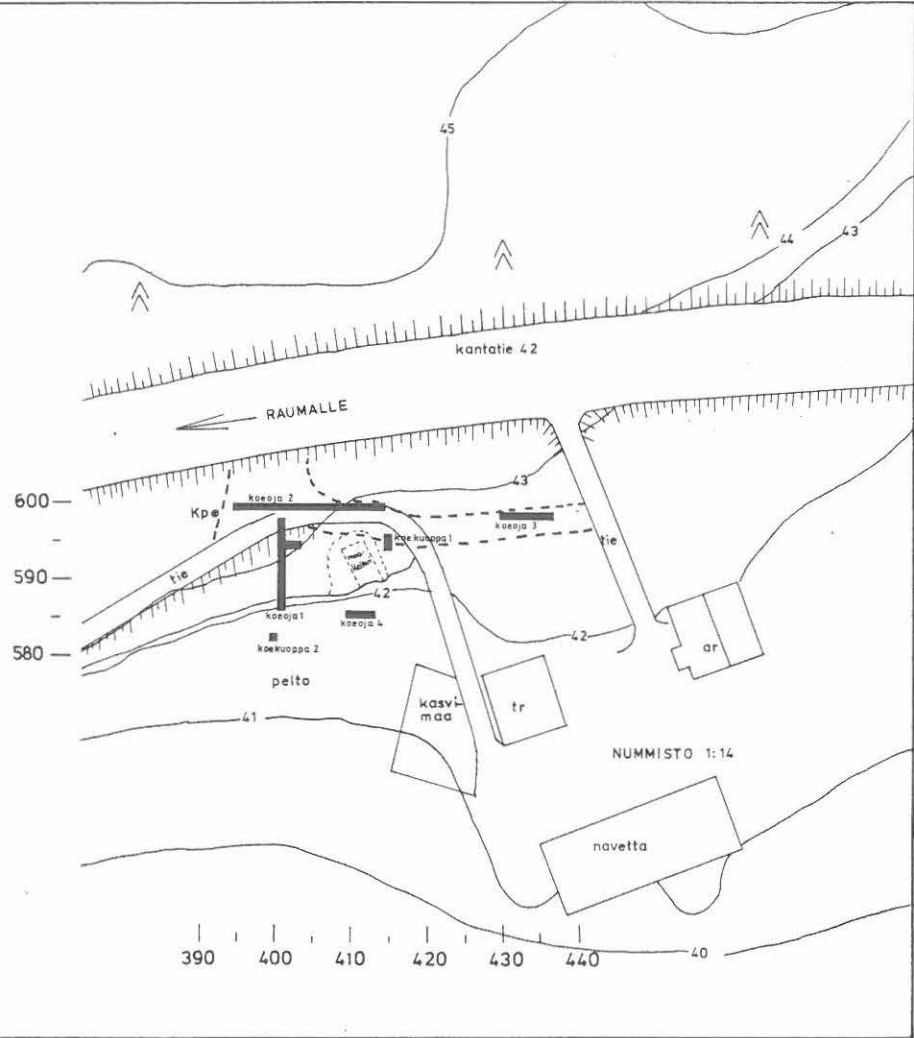 45
44
43
kantatie 42
RAUMALLE
43
600
koeoja 2
Kp
koeoja 3
koekuoppa 1
tie
590
tie
42
koeoja 1
koeoja 4
42
koekuoppa 2
ar
580
pelto
kasvi-
maa
tr
41
NUMMISTO 1:14
navetta
40
390
400
410
420
430
440